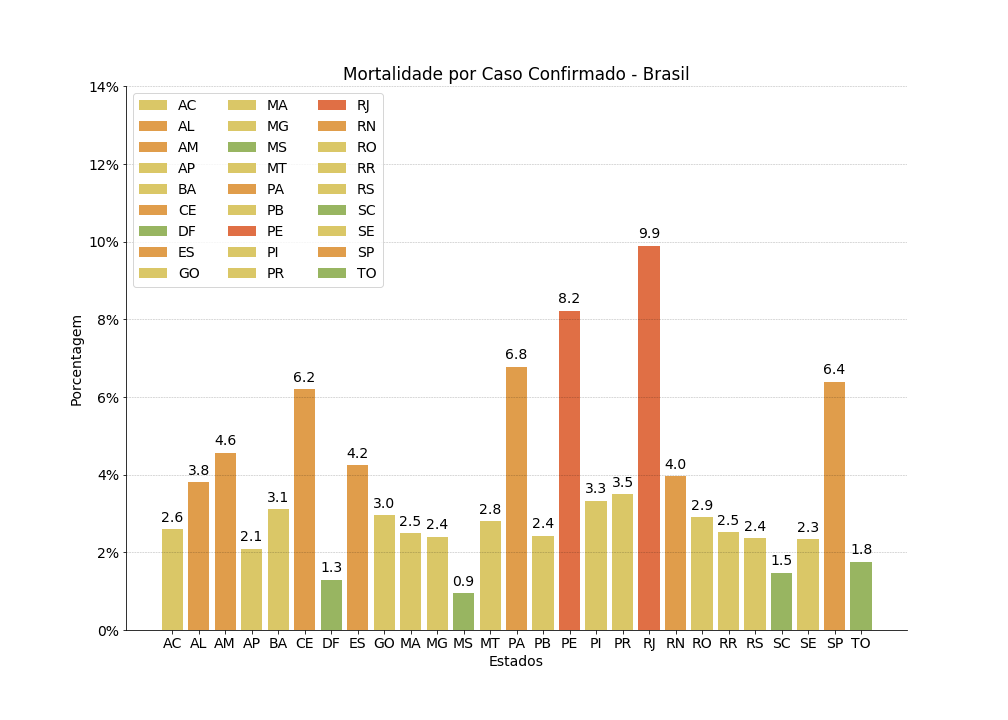 Mortalidade por Caso Confirmado - Brasil
14%
12%
10%
8%
6%
4%
2%
0%
Porcentagem
AC MA RJ
AL MG RN
AM MS RO
AP MT RR
BA PA RS
CE PB SC
DF PE SE
ES PI SP
GO PR TO
2.6 3.8 4.6 2.1 3.1 6.2 1.3 4.2 3.0 2.5 2.4 0.9 2.8 6.8 2.4 8.2 3.3 3.5 9.9 4.0 2.9 2.5 2.4 1.5 2.3 6.4 1.8
AC AL AM AP BA CE DF ES GO MA MG MS MT PA PB PE PI PR RJ RN RO RR RS SC SE SP TO
Estados